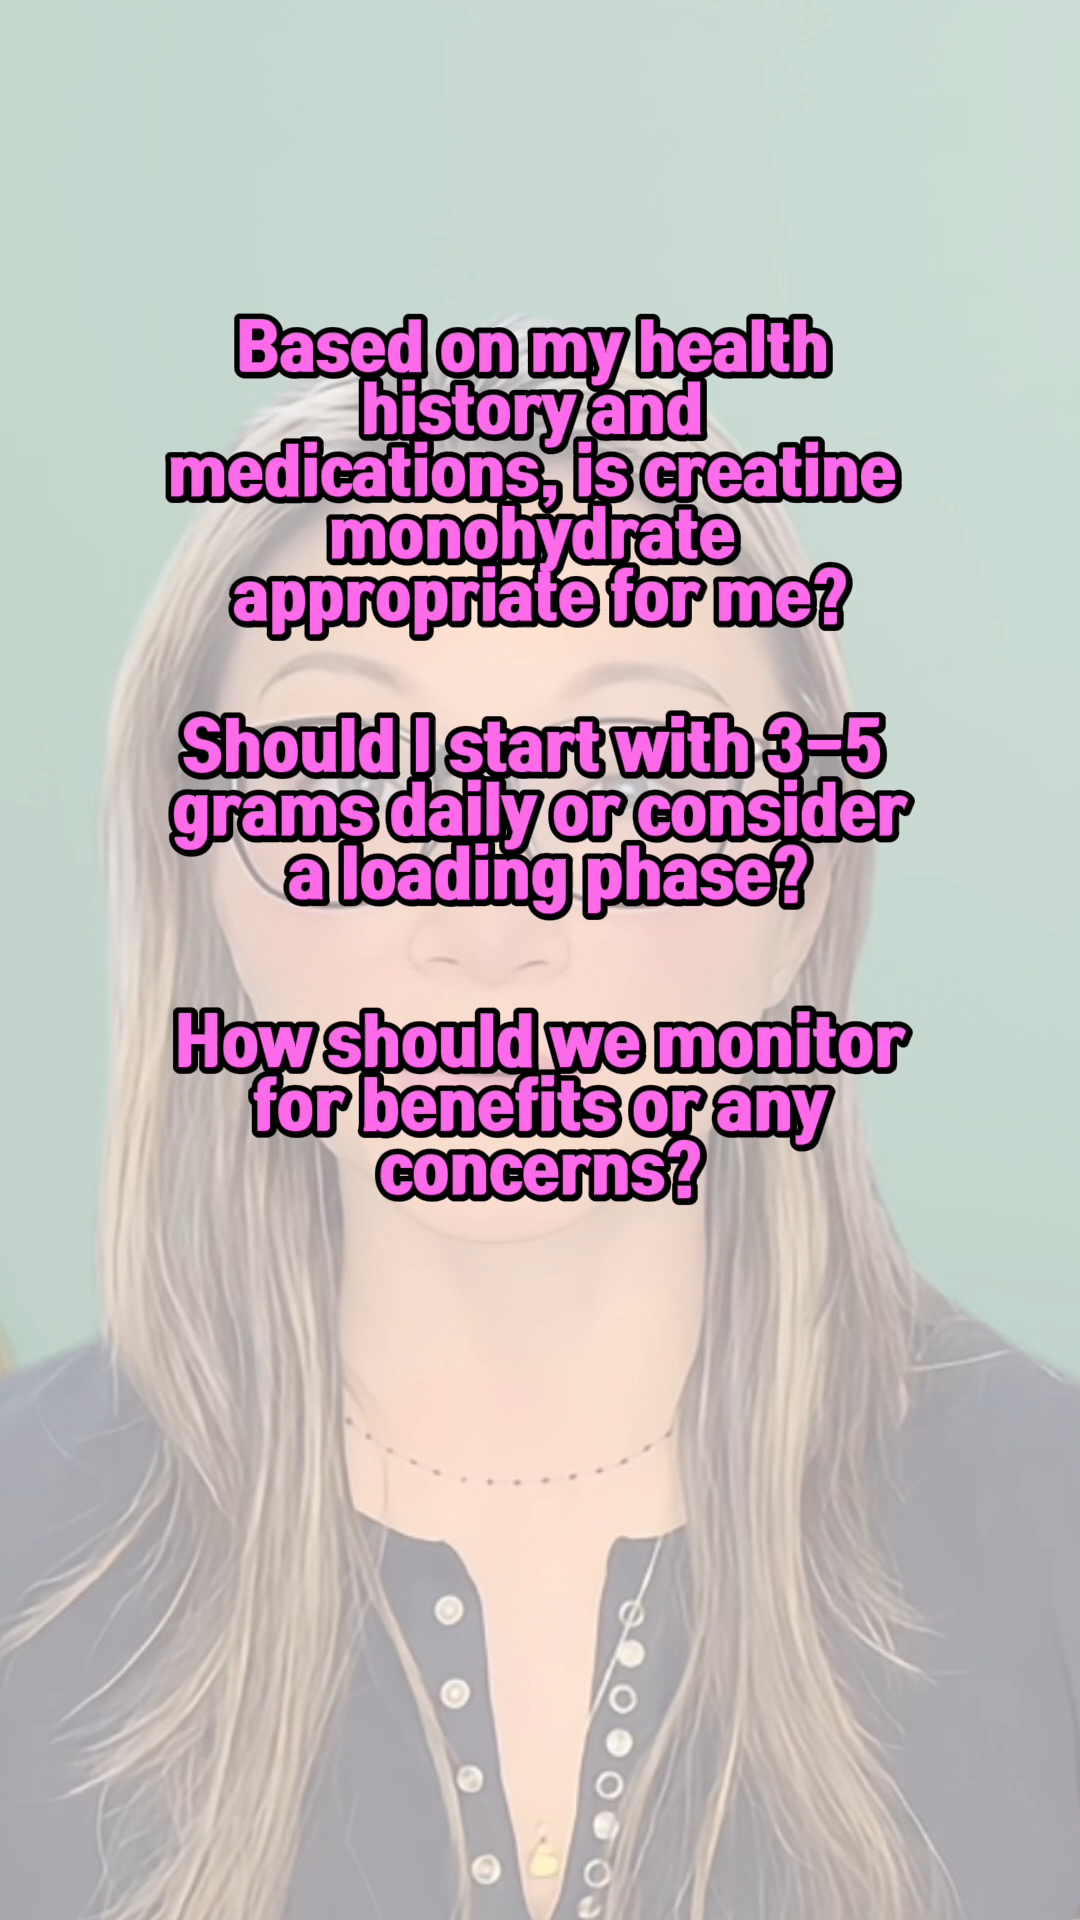 Based on my health
history and
medications, is creatine
monohydrate
appropriate for me?
Should I start with 3–5
grams daily or consider
a loading phase?
How should we monitor
for benefits or any
concerns?